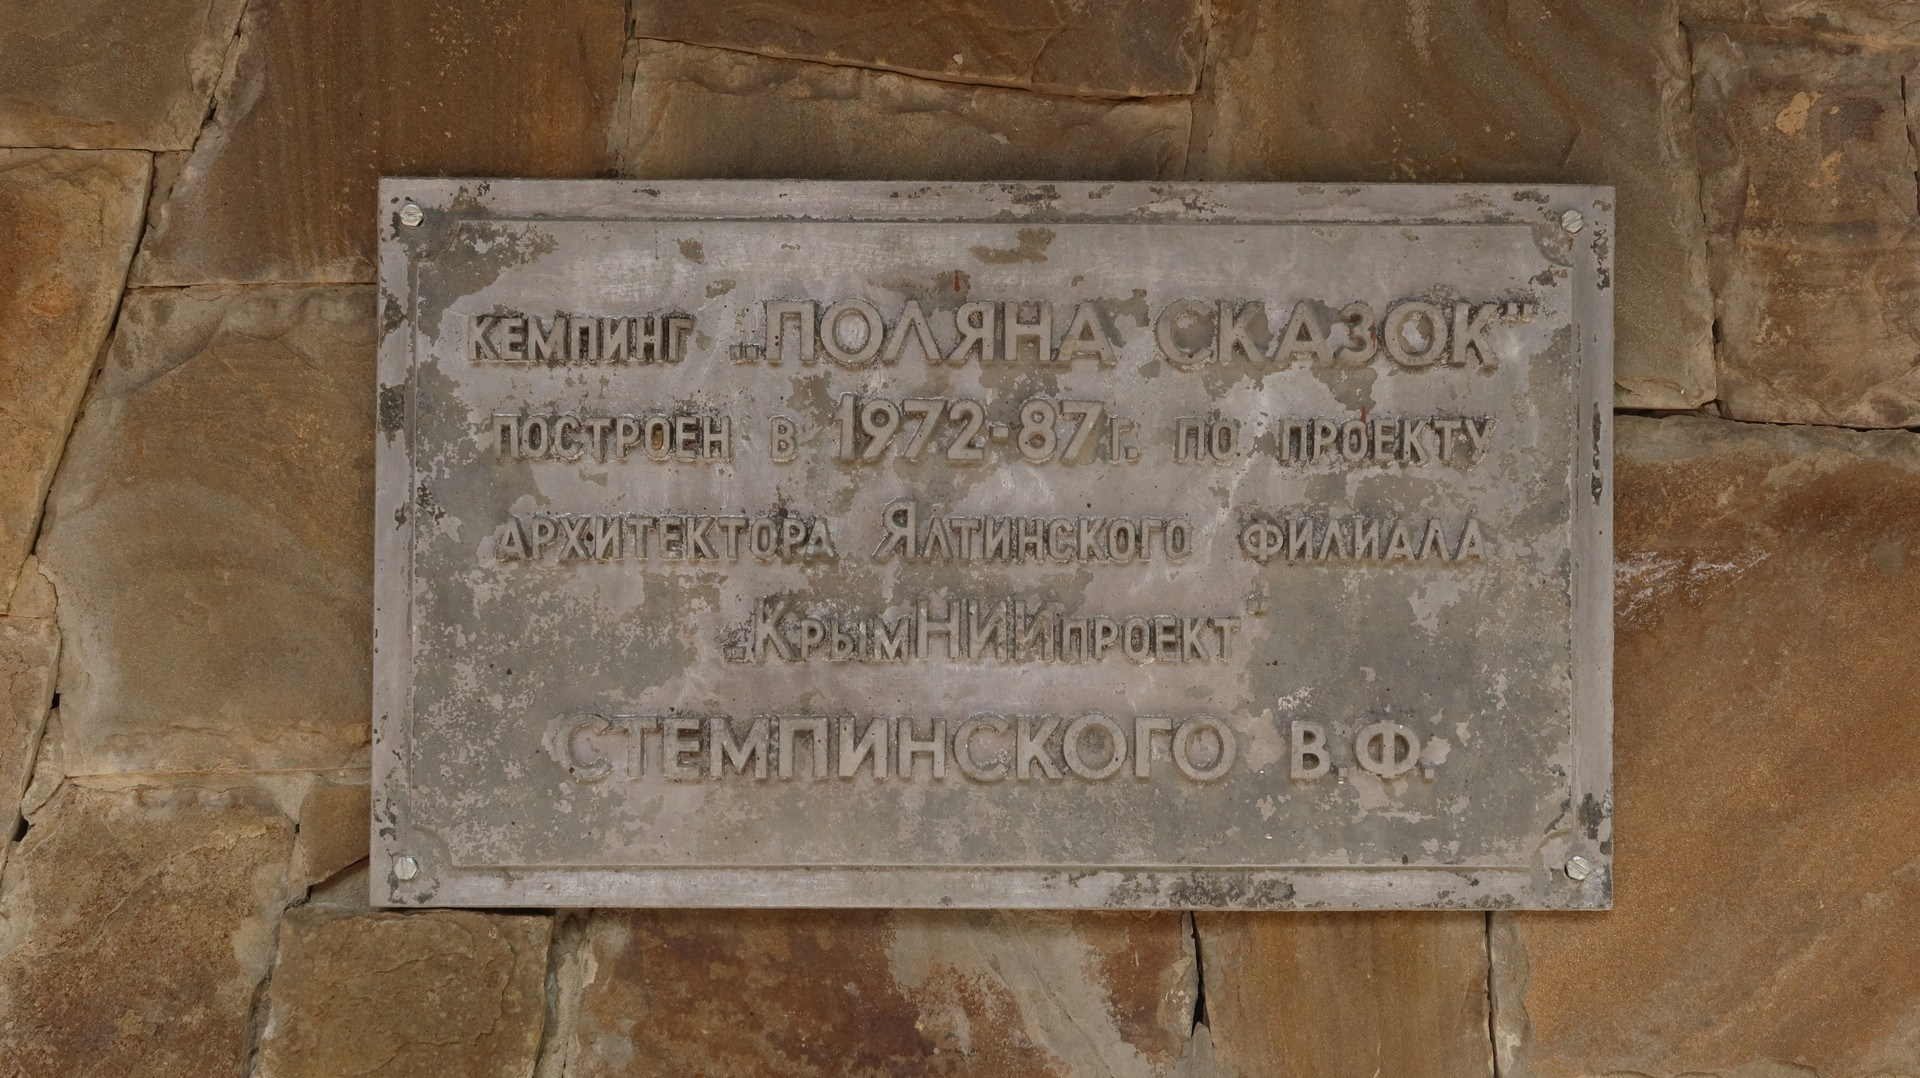 КЕМПИНГ „ПОЛЯНА СКАЗОК"
ПОСТРОЕН В 1972-87г. ПО ПРОЕКТУ
АРХИТЕКТОРА ЯЛТИНСКОГО ФИЛИАЛА
„КрымНИИпроект"
СТЕМПИНСКОГО В.Ф.